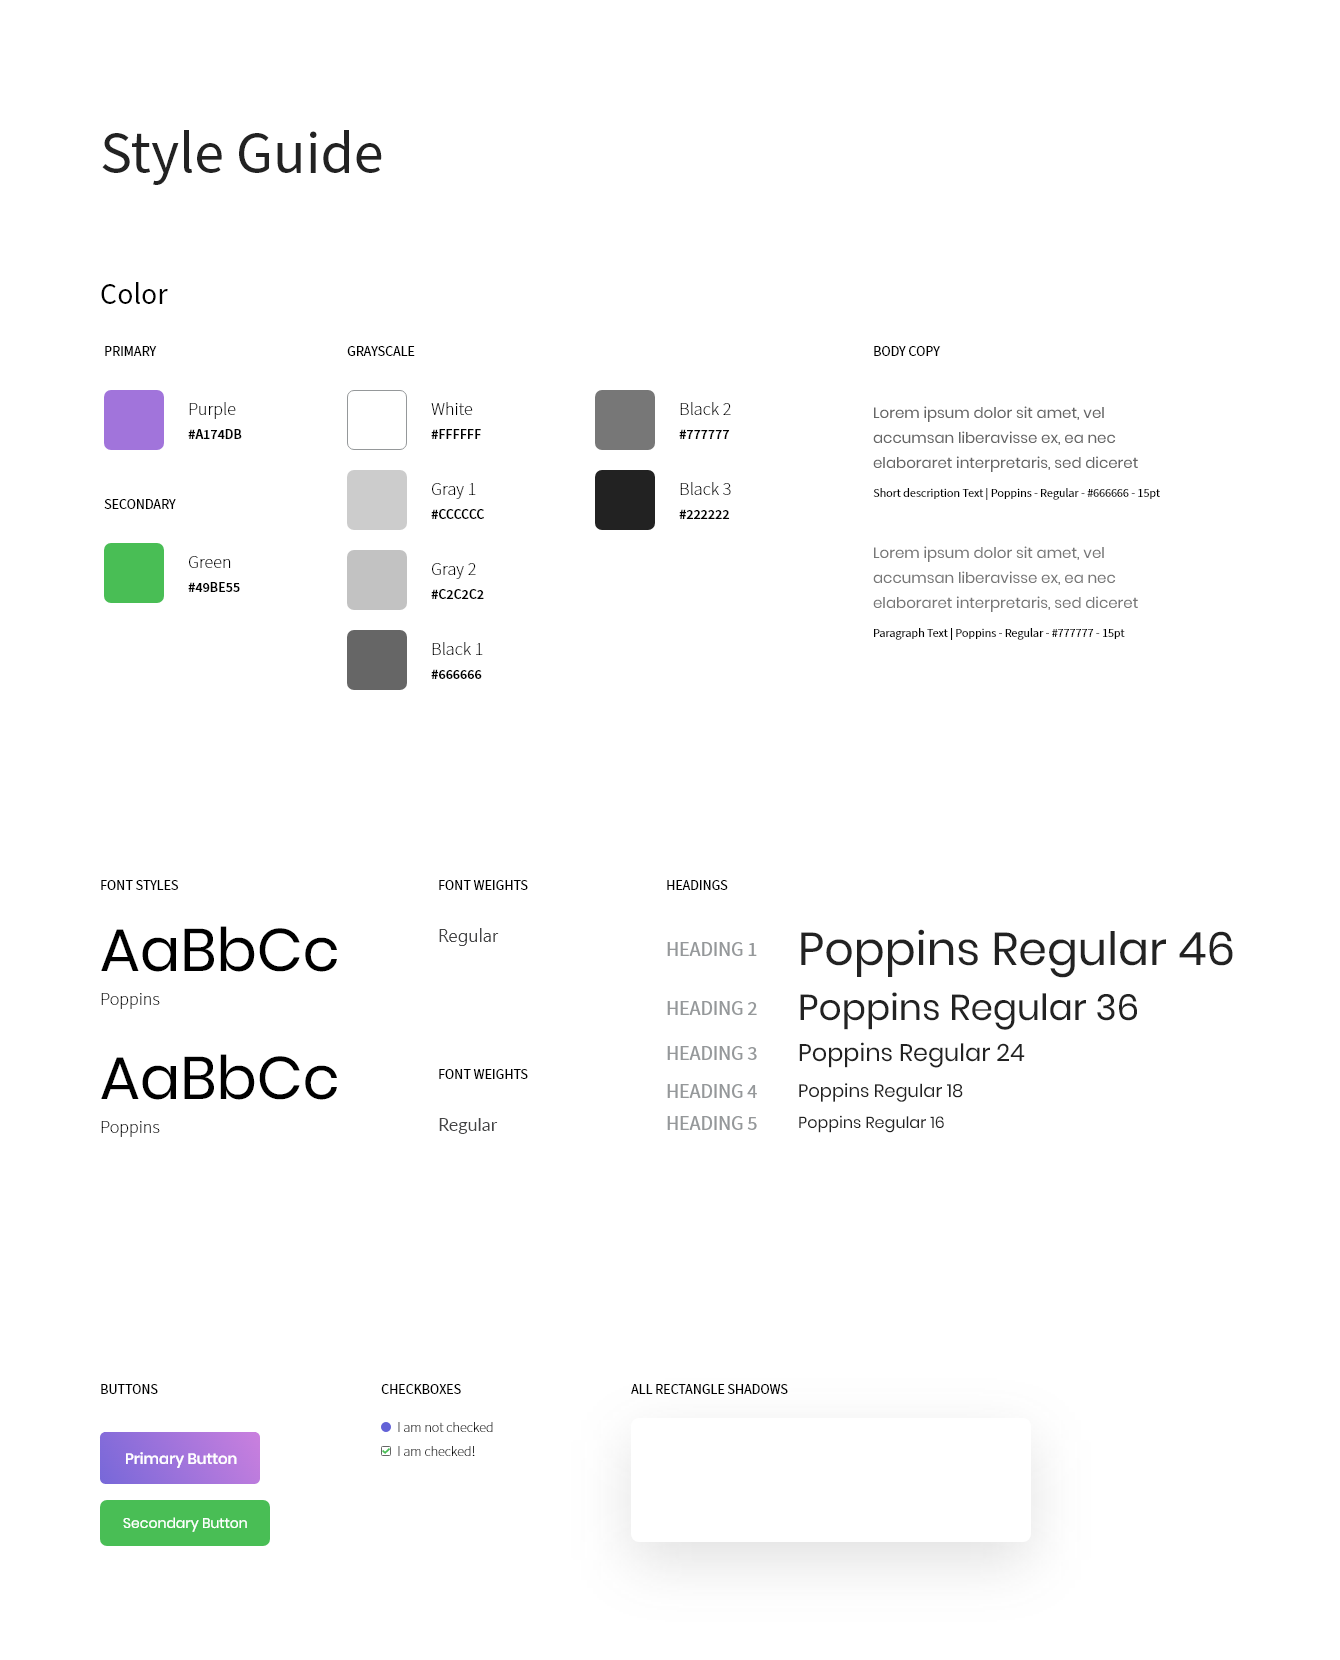 Style Guide
Color
PRIMARY
Purple
#A174DB
SECONDARY
Green
#49BE55
GRAYSCALE
White
#FFFFFF
Gray 1
#CCCCCC
Gray 2
#C2C2C2
Black 1
#666666
Black 2
#777777
Black 3
#222222
BODY COPY
Lorem ipsum dolor sit amet, vel
accumsan liberavisse ex, ea nec
elaboraret interpretaris, sed diceret
Short description Text | Poppins - Regular - #666666 - 15pt
Lorem ipsum dolor sit amet, vel
accumsan liberavisse ex, ea nec
elaboraret interpretaris, sed diceret
Paragraph Text | Poppins - Regular - #777777 - 15pt
FONT STYLES
AaBbCc
Poppins
AaBbCc
Poppins
FONT WEIGHTS
Regular
FONT WEIGHTS
Regular
HEADINGS
HEADING 1 Poppins Regular 46
HEADING 2 Poppins Regular 36
HEADING 3 Poppins Regular 24
HEADING 4 Poppins Regular 18
HEADING 5 Poppins Regular 16
BUTTONS
Primary Button
Secondary Button
CHECKBOXES
I am not checked
I am checked!
ALL RECTANGLE SHADOWS